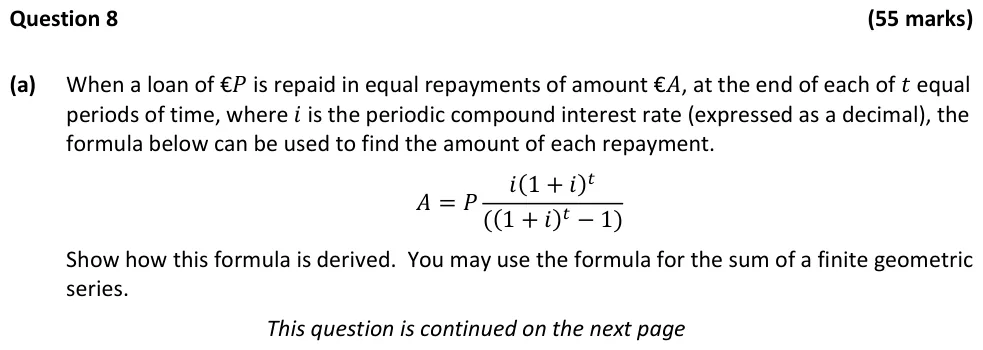 Question 8 (55 marks)
(a) When a loan of €P is repaid in equal repayments of amount €A, at the end of each of t equal
periods of time, where i is the periodic compound interest rate (expressed as a decimal), the
formula below can be used to find the amount of each repayment.
A = P i(1 + i)^t / ((1 + i)^t − 1)
Show how this formula is derived. You may use the formula for the sum of a finite geometric
series.
This question is continued on the next page